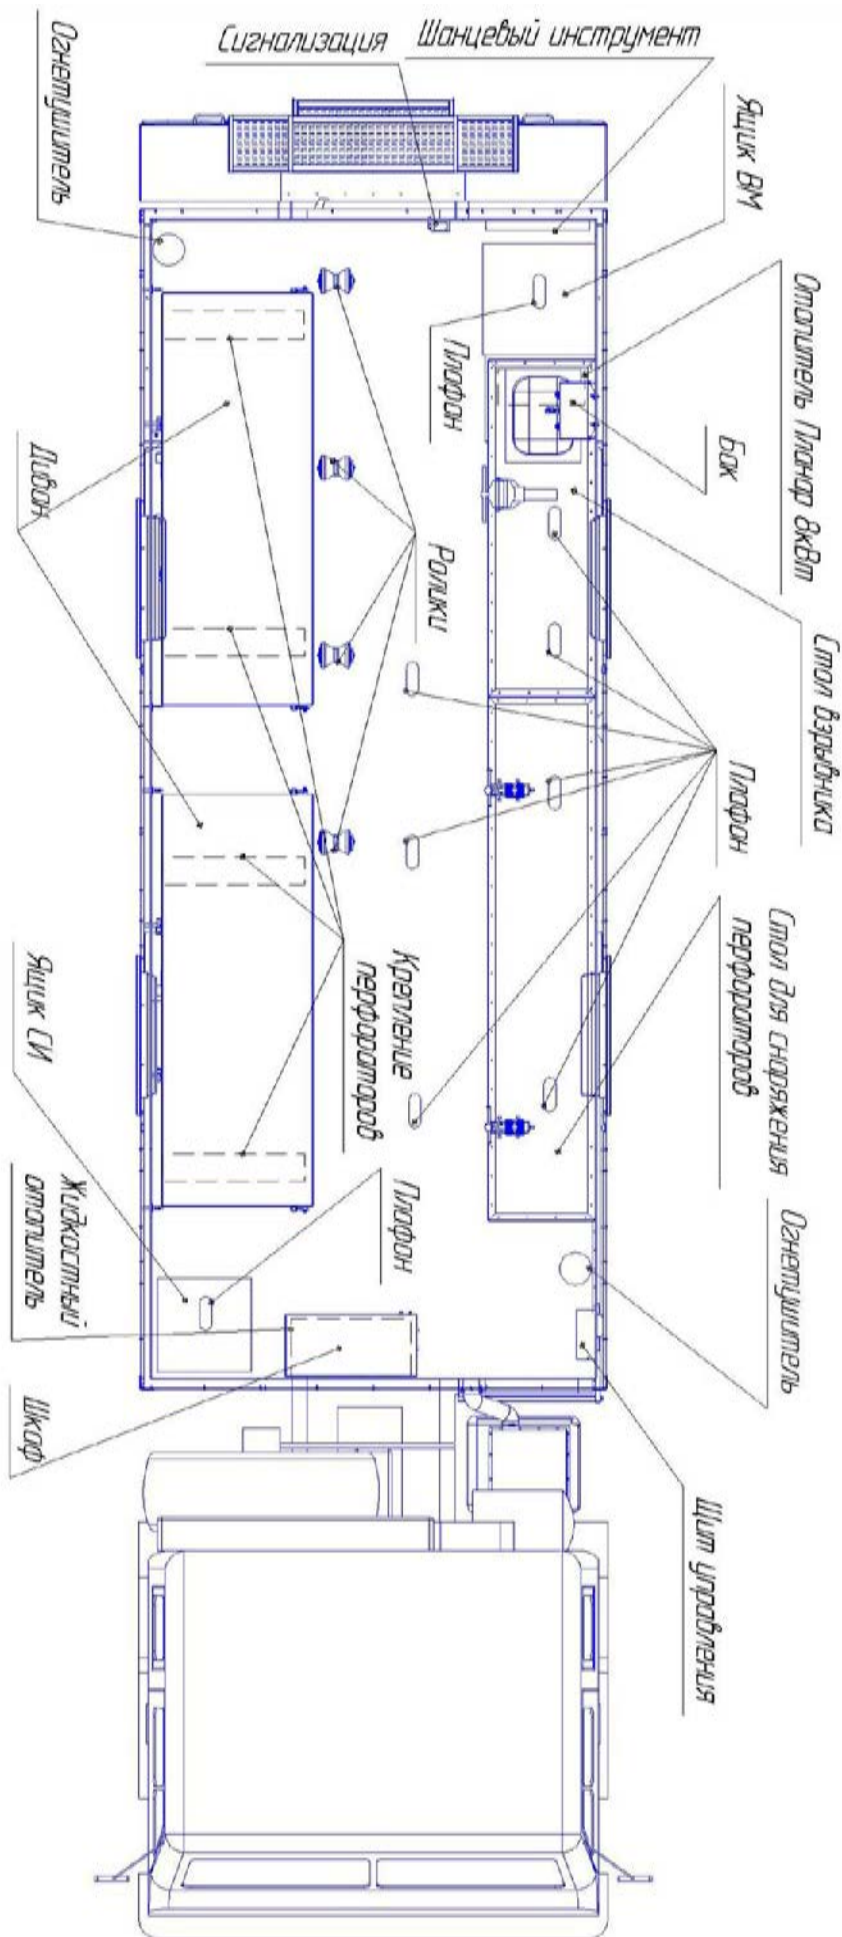 Сигнализация
Шанцевый инструмент
Огнетушитель
Ящик ВМ
Отопитель Планар 8кВт
Плафон
Бак
Диван
Ролики
Стол взрывника
Плафон
Стол для снаряжения
перфораторов
Крепление
перфораторов
Ящик СИ
Жидкостный
отопитель
Плафон
Огнетушитель
Шкаф
Щит управления